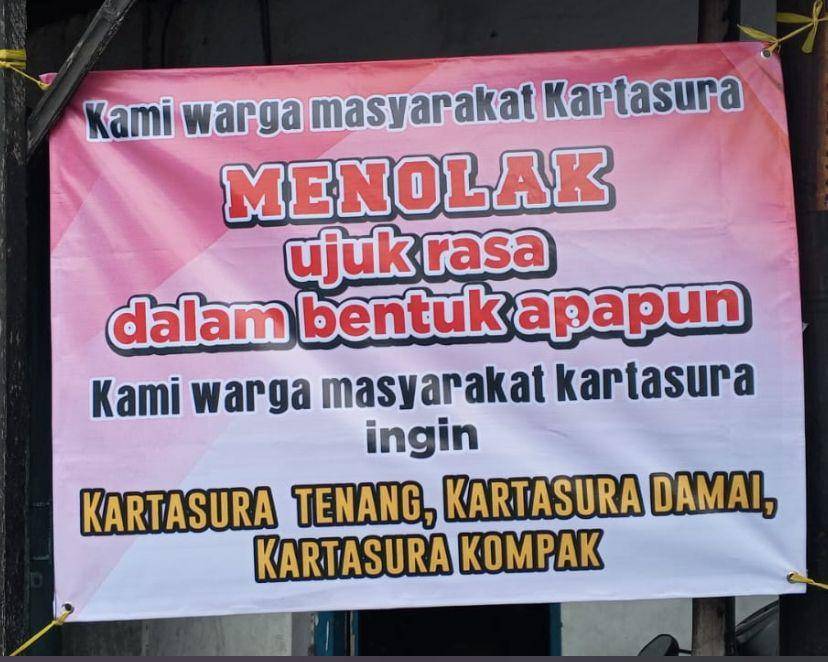 Kami warga masyarakat Kartasura
MENOLAK
ujuk rasa
dalam bentuk apapun
Kami warga masyarakat kartasura
ingin
KARTASURA TENANG, KARTASURA DAMAI,
KARTASURA KOMPAK